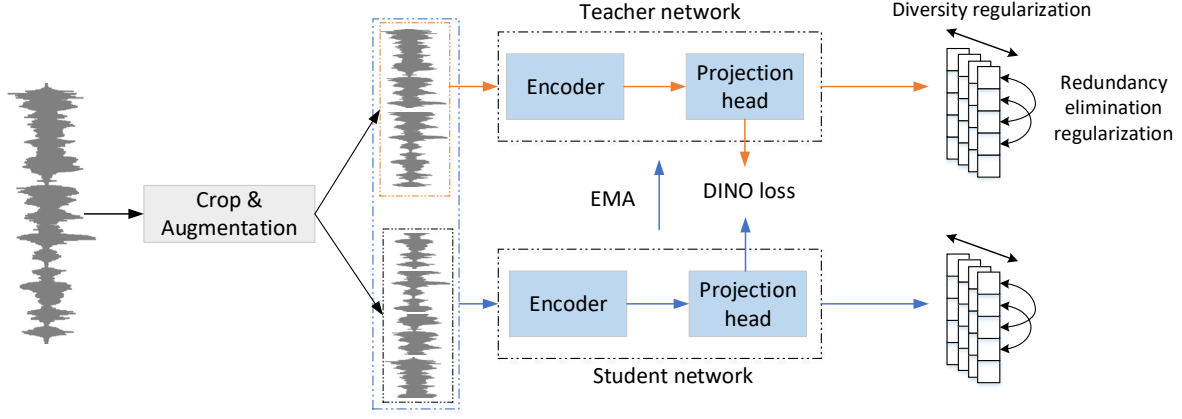 Teacher network
Diversity regularization
Encoder
Projection
head
Redundancy
elimination
regularization
Crop &
Augmentation
EMA
DINO loss
Encoder
Projection
head
Student network